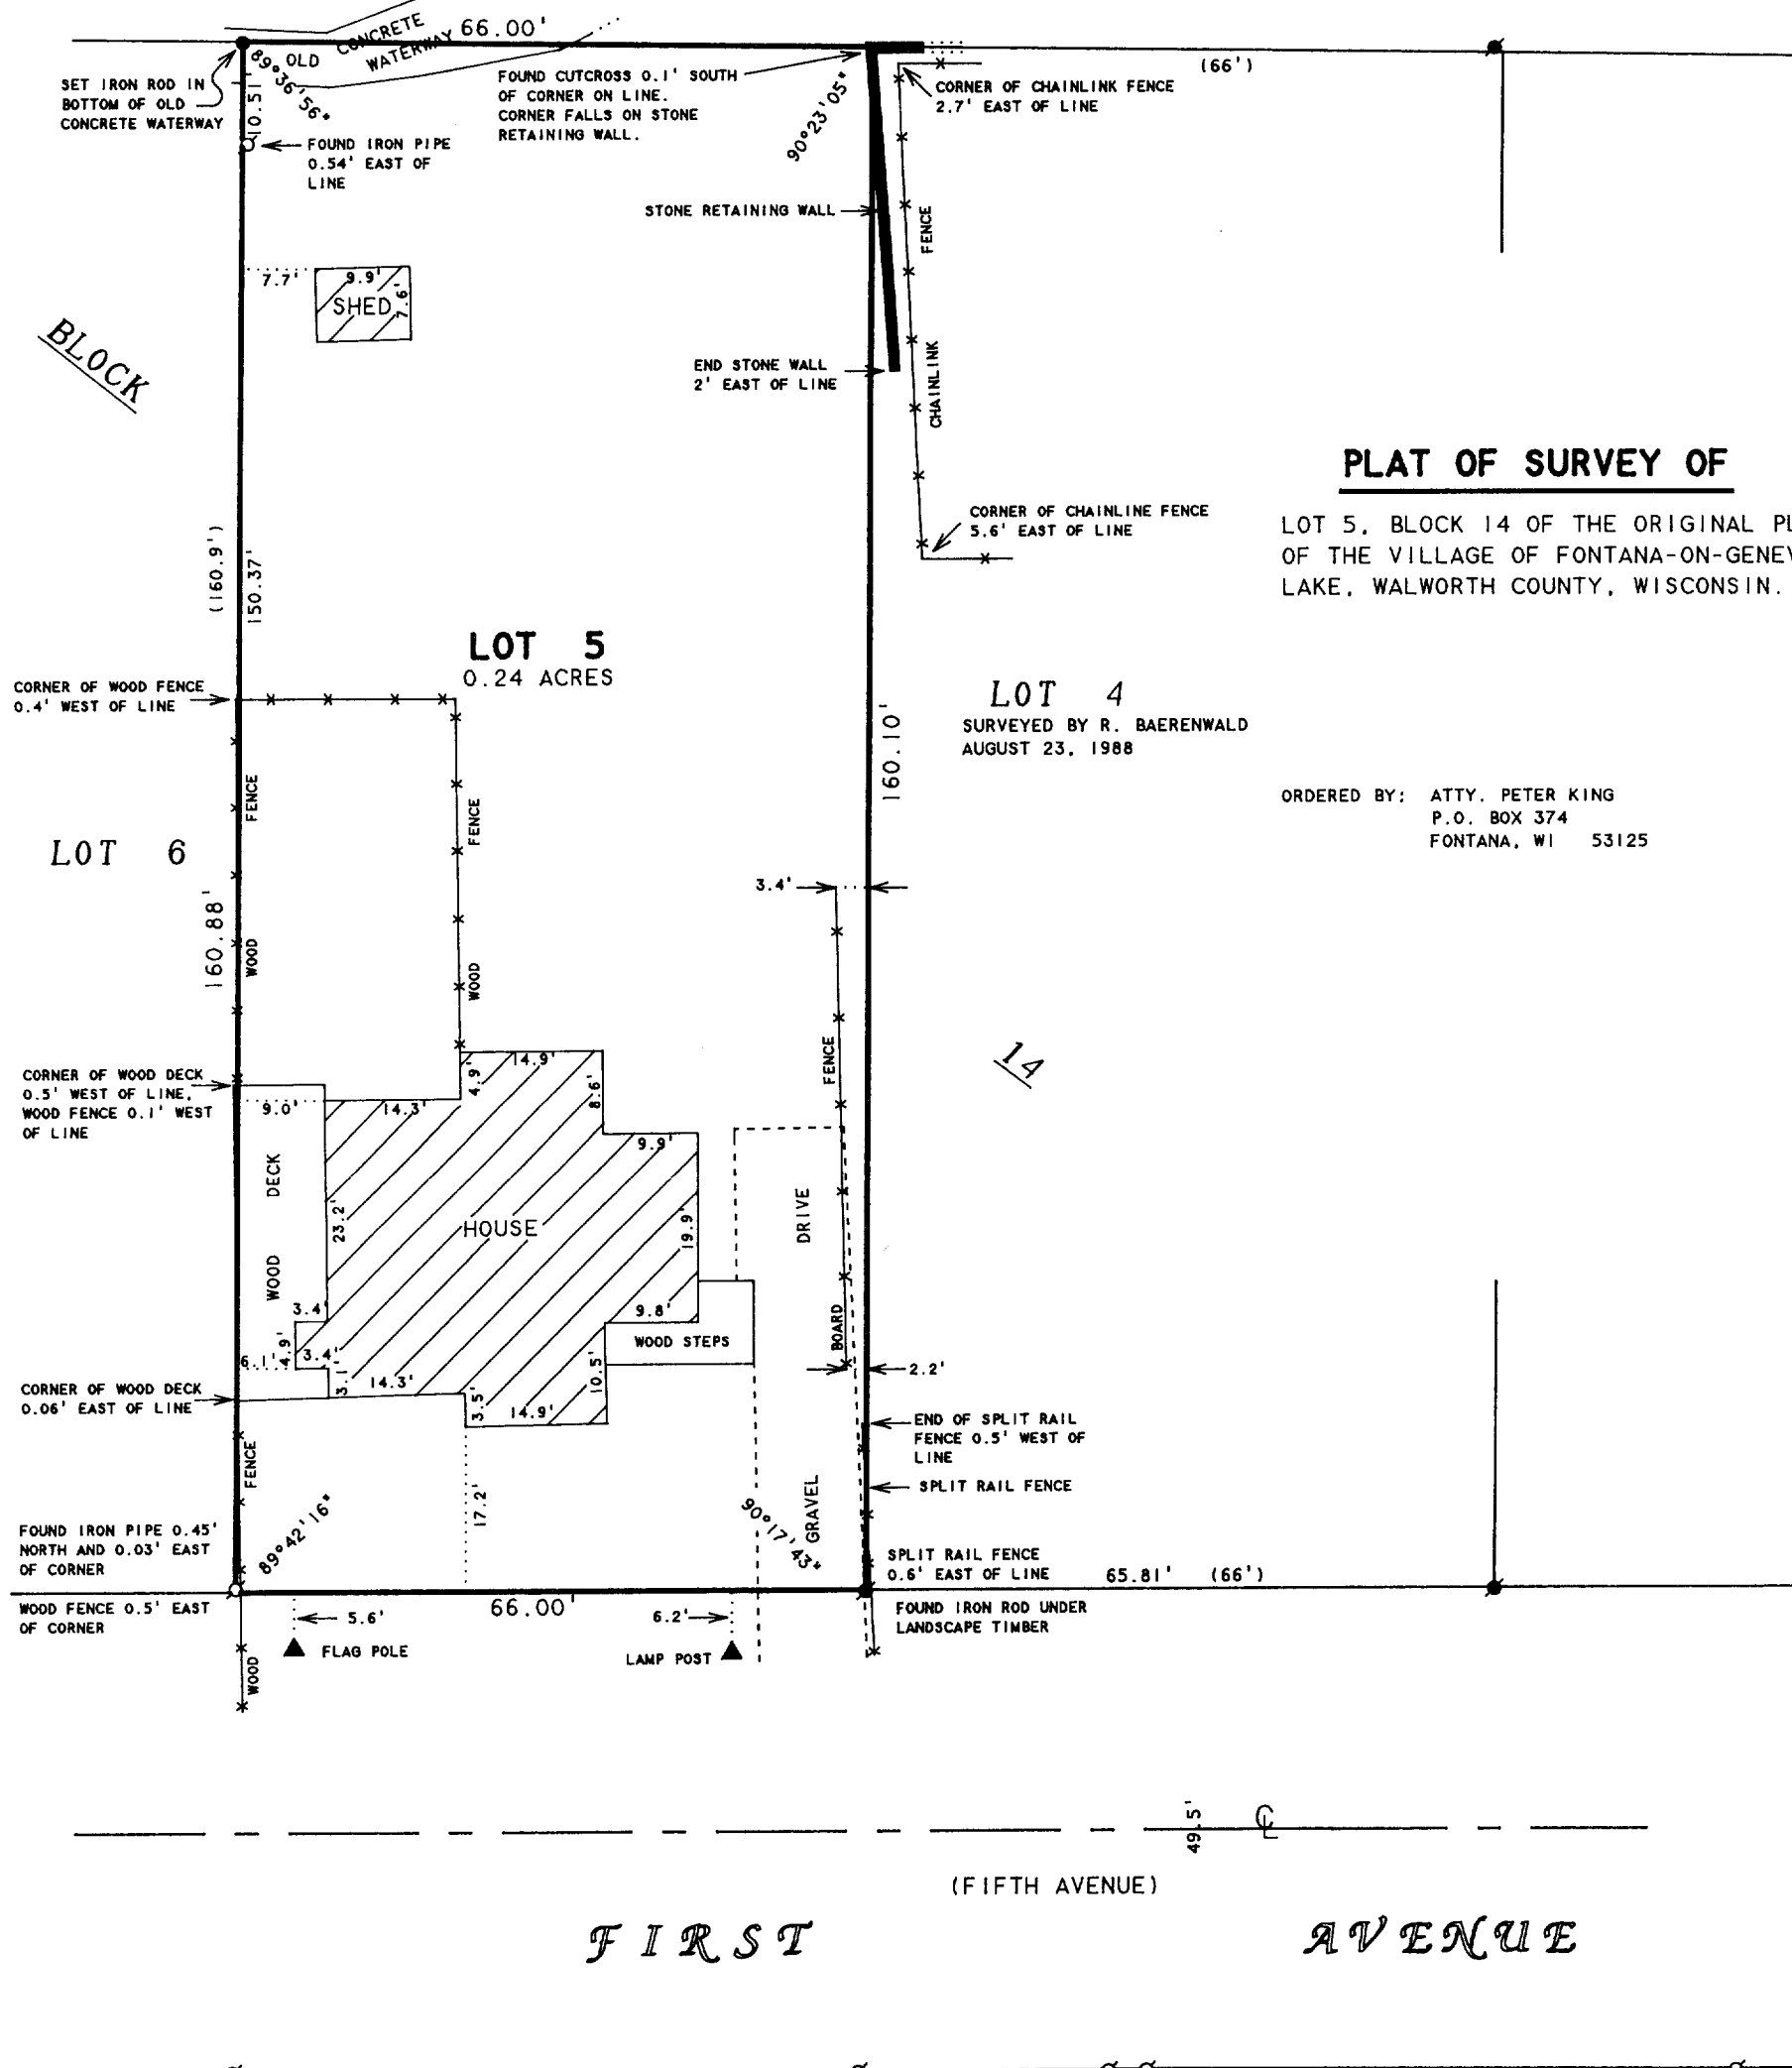 OLD
CONCRETE
WATERWAY
66.00'
89°36'56"
SET IRON ROD IN
BOTTOM OF OLD
CONCRETE WATERWAY
10.51'
FOUND IRON PIPE
0.54' EAST OF
LINE
FOUND CUTCROSS 0.1' SOUTH
OF CORNER ON LINE.
CORNER FALLS ON STONE
RETAINING WALL.
90°23'05"
(66')
CORNER OF CHAINLINK FENCE
2.7' EAST OF LINE
STONE RETAINING WALL
FENCE
CHAINLINK
7.7'
9.9'
SHED
7.6'
BLOCK
END STONE WALL
2' EAST OF LINE
PLAT OF SURVEY OF
LOT 5, BLOCK 14 OF THE ORIGINAL PL
OF THE VILLAGE OF FONTANA-ON-GENEV
LAKE, WALWORTH COUNTY, WISCONSIN.
CORNER OF CHAINLINE FENCE
5.6' EAST OF LINE
(160.9')
150.37'
LOT 5
0.24 ACRES
CORNER OF WOOD FENCE
0.4' WEST OF LINE
LOT 4
SURVEYED BY R. BAERENWALD
AUGUST 23, 1988
160.10'
ORDERED BY: ATTY. PETER KING
P.O. BOX 374
FONTANA, WI 53125
FENCE
FENCE
LOT 6
160.88'
WOOD
WOOD
3.4'
FENCE
14
CORNER OF WOOD DECK
0.5' WEST OF LINE,
WOOD FENCE 0.1' WEST
OF LINE
9.0'
14.3'
4.9'
14.9'
8.6'
9.9'
WOOD DECK
23.2'
HOUSE
19.9'
DRIVE
3.4'
9.8'
WOOD STEPS
BOARD
4.9'
6.1'
3.4'
3.1'
14.3'
3.5'
14.9'
10.5'
2.2'
CORNER OF WOOD DECK
0.06' EAST OF LINE
END OF SPLIT RAIL
FENCE 0.5' WEST OF
LINE
SPLIT RAIL FENCE
FENCE
17.2'
GRAVEL
89°42'16"
90°17'43"
FOUND IRON PIPE 0.45'
NORTH AND 0.03' EAST
OF CORNER
SPLIT RAIL FENCE
0.6' EAST OF LINE
65.81' (66')
WOOD FENCE 0.5' EAST
OF CORNER
66.00'
5.6'
6.2'
FOUND IRON ROD UNDER
LANDSCAPE TIMBER
FLAG POLE
LAMP POST
WOOD
49.5'
CL
(FIFTH AVENUE)
FIRST AVENUE